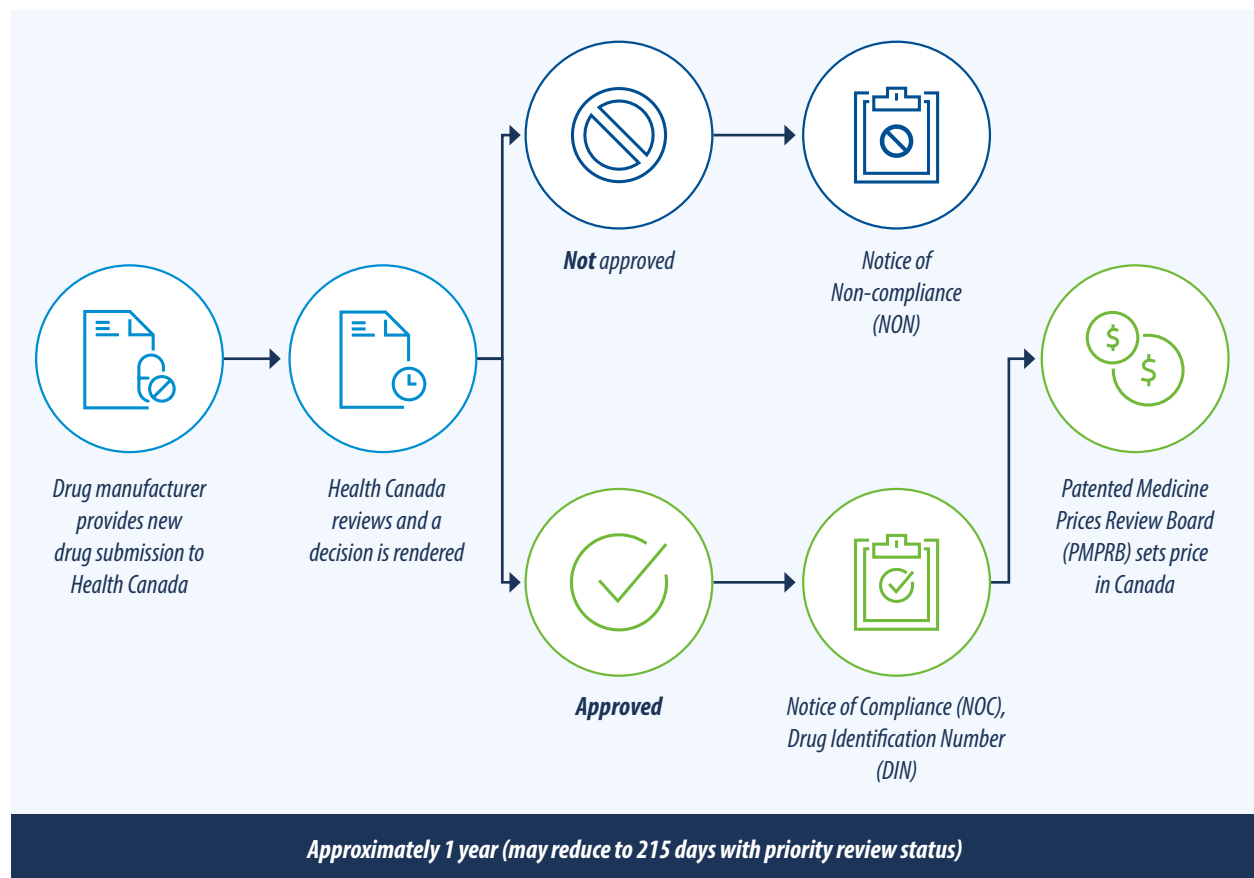 Drug manufacturer
provides new
drug submission to
Health Canada
Health Canada
reviews and a
decision is rendered
Not approved
Notice of
Non-compliance
(NON)
Approved
Notice of Compliance (NOC),
Drug Identification Number
(DIN)
$
$
Patented Medicine
Prices Review Board
(PMPRB) sets price
in Canada
Approximately 1 year (may reduce to 215 days with priority review status)